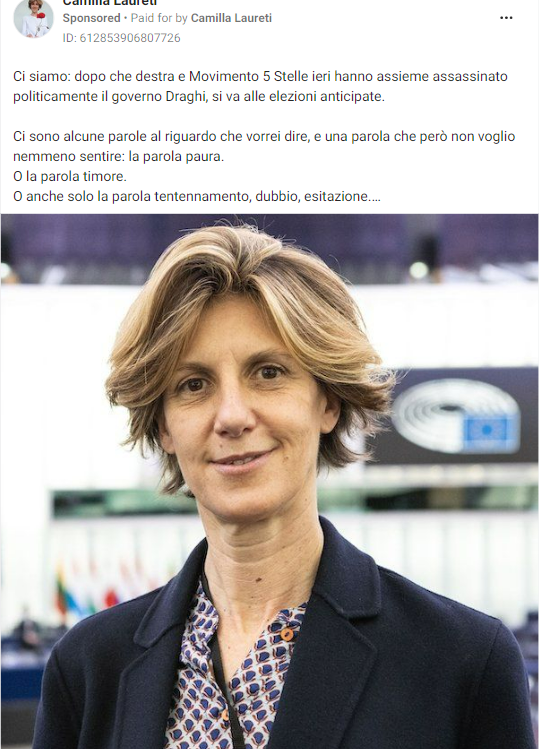 Camilla Laureti
Sponsored • Paid for by Camilla Laureti
ID: 612853906807726
Ci siamo: dopo che destra e Movimento 5 Stelle ieri hanno assieme assassinato
politicamente il governo Draghi, si va alle elezioni anticipate.
Ci sono alcune parole al riguardo che vorrei dire, e una parola che però non voglio
nemmeno sentire: la parola paura.
O la parola timore.
O anche solo la parola tentennamento, dubbio, esitazione....